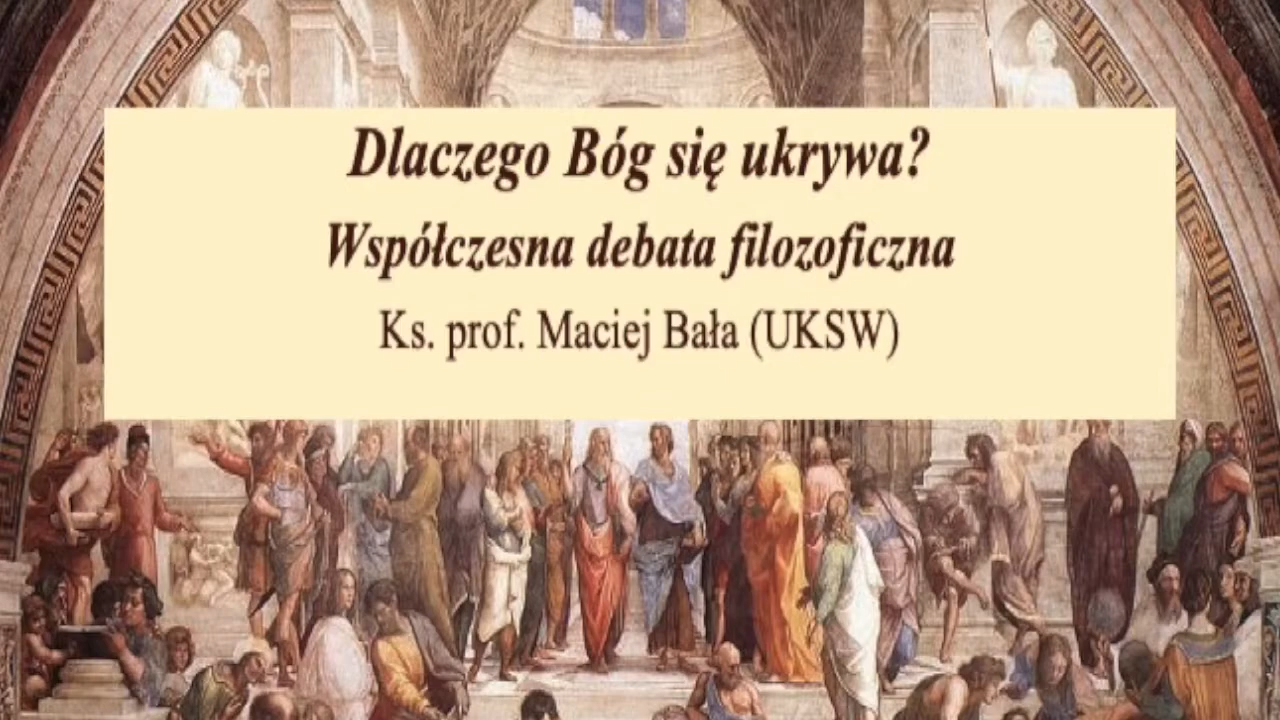 Dlaczego Bóg się ukrywa?
Współczesna debata filozoficzna
Ks. prof. Maciej Bała (UKSW)